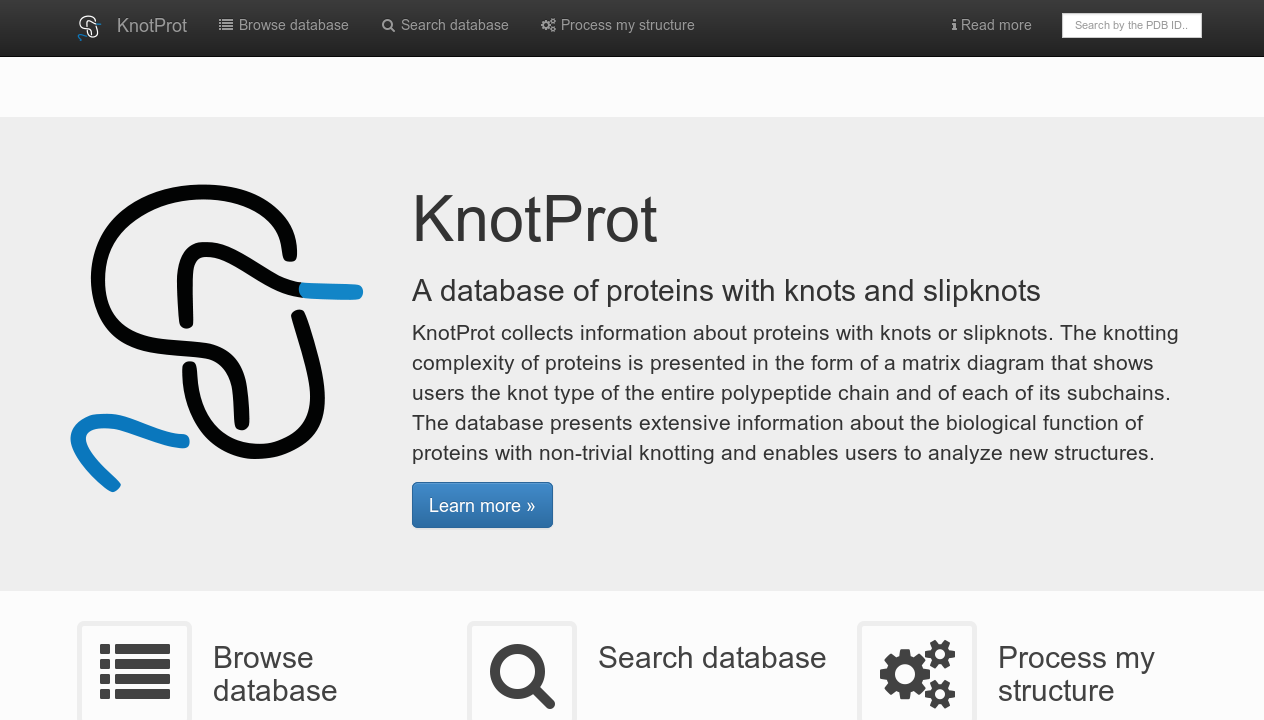 KnotProt
Browse database
Search database
Process my structure
Read more
Search by the PDB ID..
KnotProt
A database of proteins with knots and slipknots
KnotProt collects information about proteins with knots or slipknots. The knotting
complexity of proteins is presented in the form of a matrix diagram that shows
users the knot type of the entire polypeptide chain and of each of its subchains.
The database presents extensive information about the biological function of
proteins with non-trivial knotting and enables users to analyze new structures.
Learn more »
Browse
database
Search database
Process my
structure